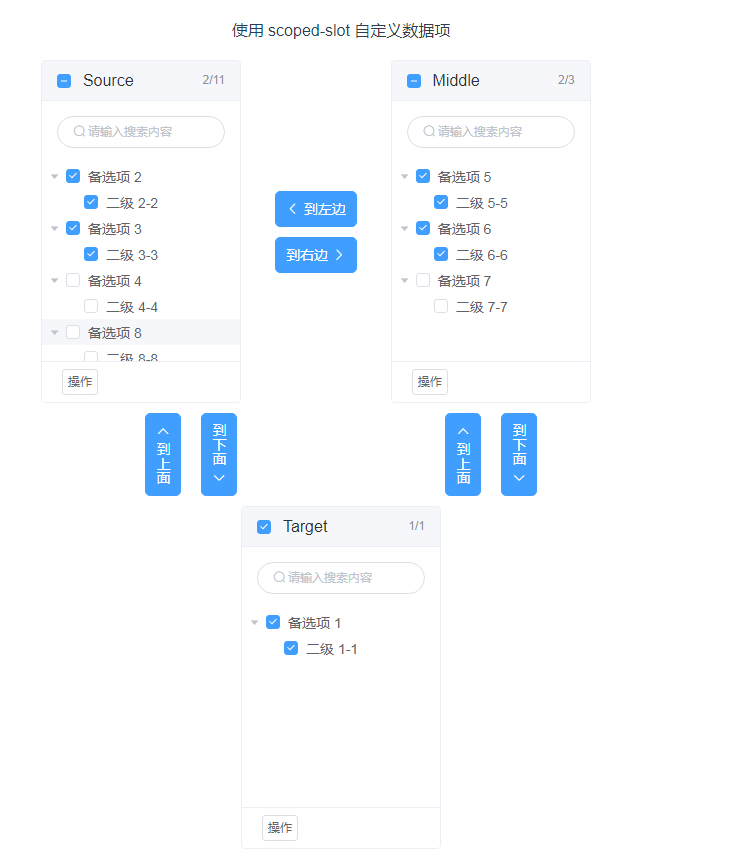 使用 scoped-slot 自定义数据项
Source 2/11
请输入搜索内容
备选项 2
二级 2-2
备选项 3
二级 3-3
备选项 4
二级 4-4
备选项 8
二级 8-8
操作
到左边
到右边
Middle 2/3
请输入搜索内容
备选项 5
二级 5-5
备选项 6
二级 6-6
备选项 7
二级 7-7
操作
到上面
到下面
到上面
到下面
Target 1/1
请输入搜索内容
备选项 1
二级 1-1
操作